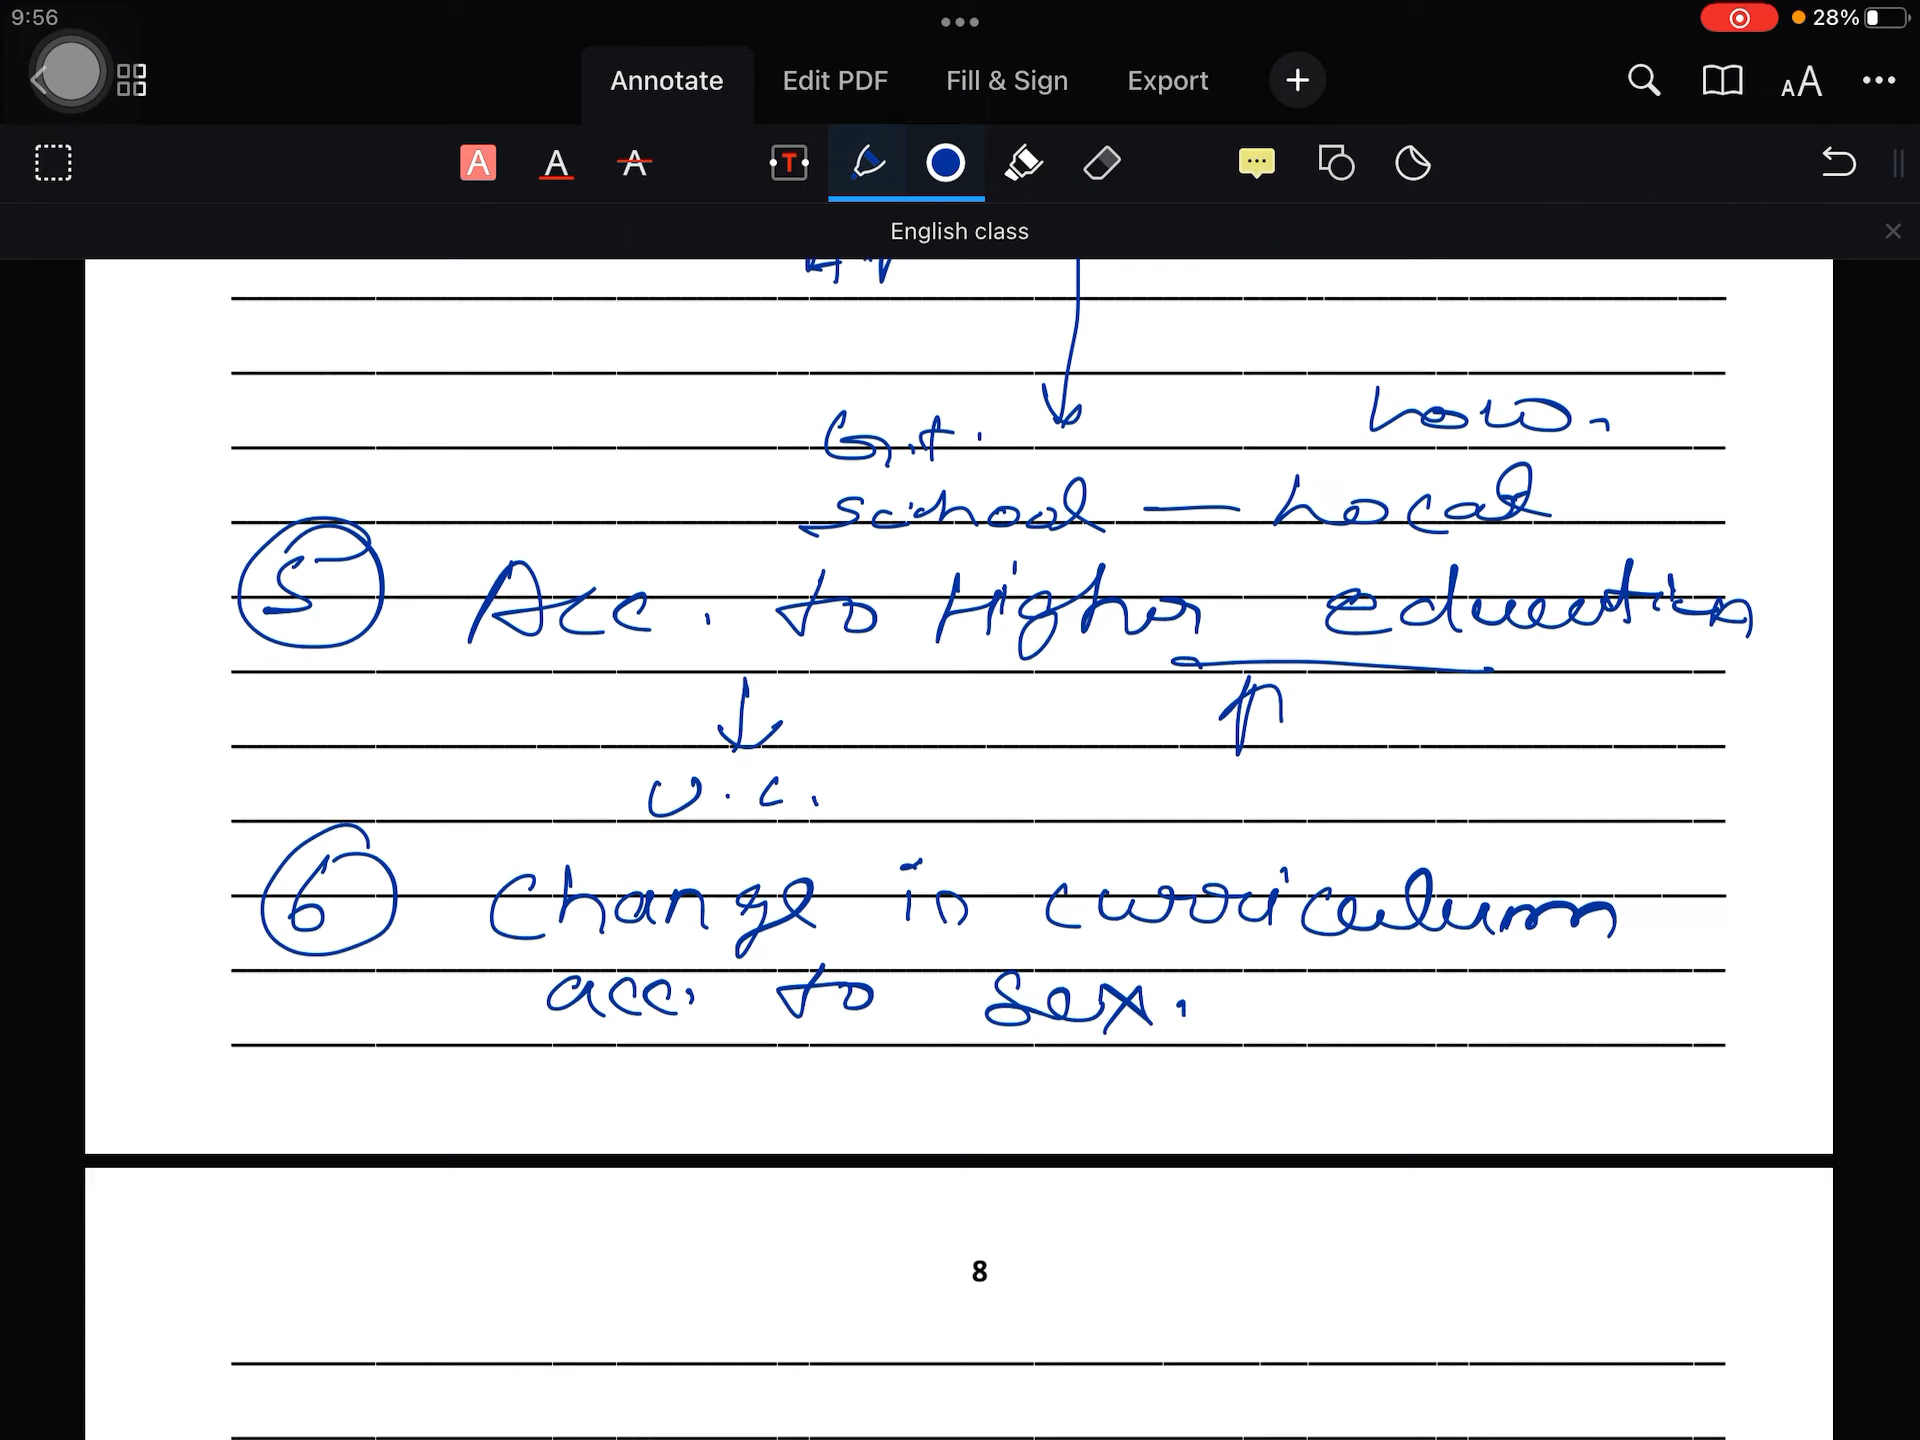 9:56
28%
Annotate Edit PDF Fill & Sign Export
English class
Low.
school — Local
5 Acc. to Higher education
U.C.
6 Change in curriculum
acc. to Sex.
8